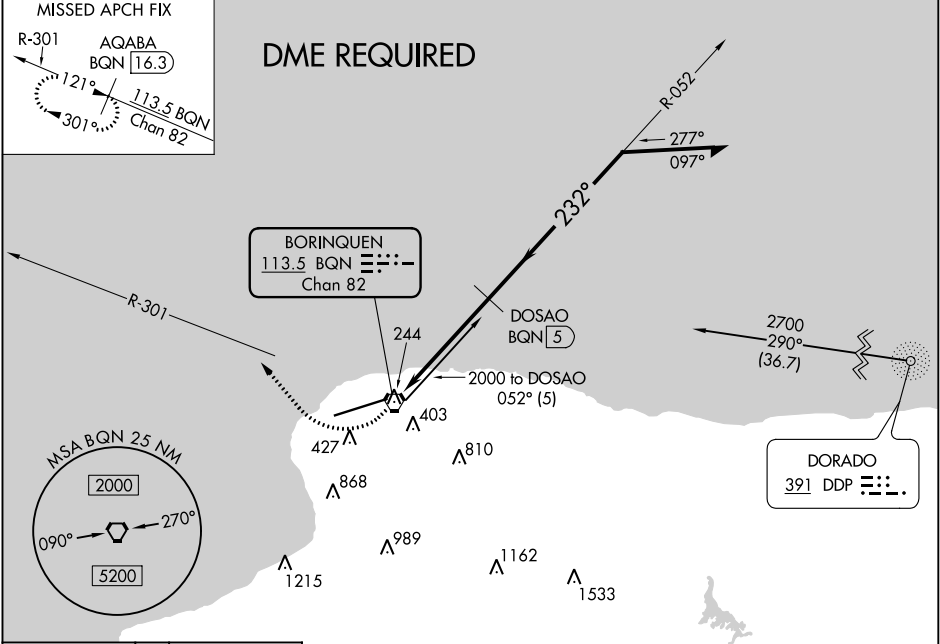 MISSED APCH FIX
R-301
AQABA
BQN 16.3
121°
301°
113.5 BQN
Chan 82
DME REQUIRED
R-052
277°
097°
232°
BORINQUEN
113.5 BQN
Chan 82
R-301
DOSAO
BQN 5
244
2000 to DOSAO
052° (5)
2700
290°
(36.7)
403
427
810
868
DORADO
391 DDP
MSA BQN 25 NM
2000
090°
270°
5200
989
1162
1215
1533